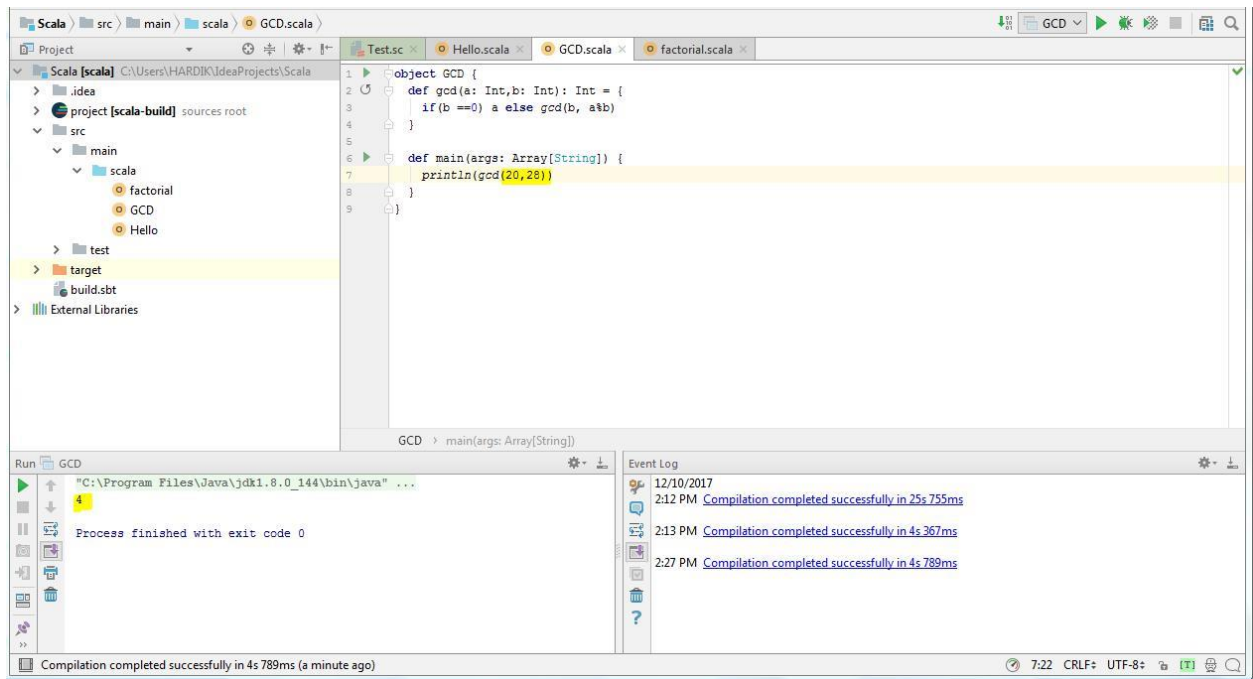 Scala src main scala GCD.scala
GCD
Project
Test.sc Hello.scala GCD.scala factorial.scala
Scala [scala] C:\Users\HARDIK\IdeaProjects\Scala
.idea
project [scala-build] sources root
src
main
scala
factorial
GCD
Hello
test
target
build.sbt
External Libraries
1 object GCD {
2 def gcd(a: Int,b: Int): Int = {
3 if(b ==0) a else gcd(b, a%b)
4 }
5
6 def main(args: Array[String]) {
7 println(gcd(20,28))
8 }
9 }
GCD › main(args: Array[String])
Run GCD
"C:\Program Files\Java\jdk1.8.0_144\bin\java" ...
4
Process finished with exit code 0
Event Log
12/10/2017
2:12 PM Compilation completed successfully in 25s 755ms
2:13 PM Compilation completed successfully in 4s 367ms
2:27 PM Compilation completed successfully in 4s 789ms
Compilation completed successfully in 4s 789ms (a minute ago)
7:22 CRLF÷ UTF-8÷ [T]